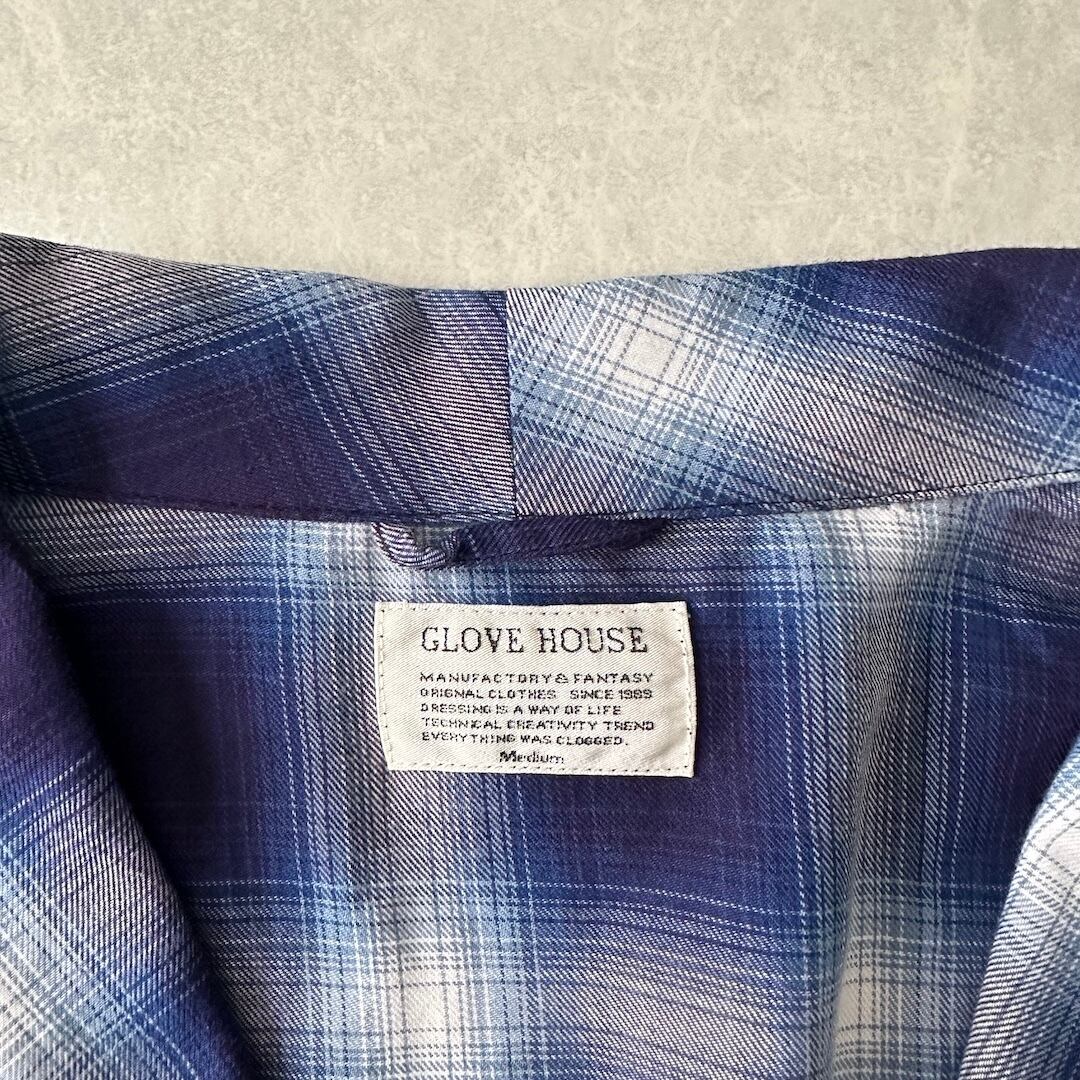 GLOVE HOUSE
MANUFACTORY & FANTASY
ORIGNAL CLOTHES SINCE 1989
DRESSING IS A WAY OF LIFE
TECHNICAL CREATIVITY TREND
EVERYTHING WAS CLOGGED.
Medium